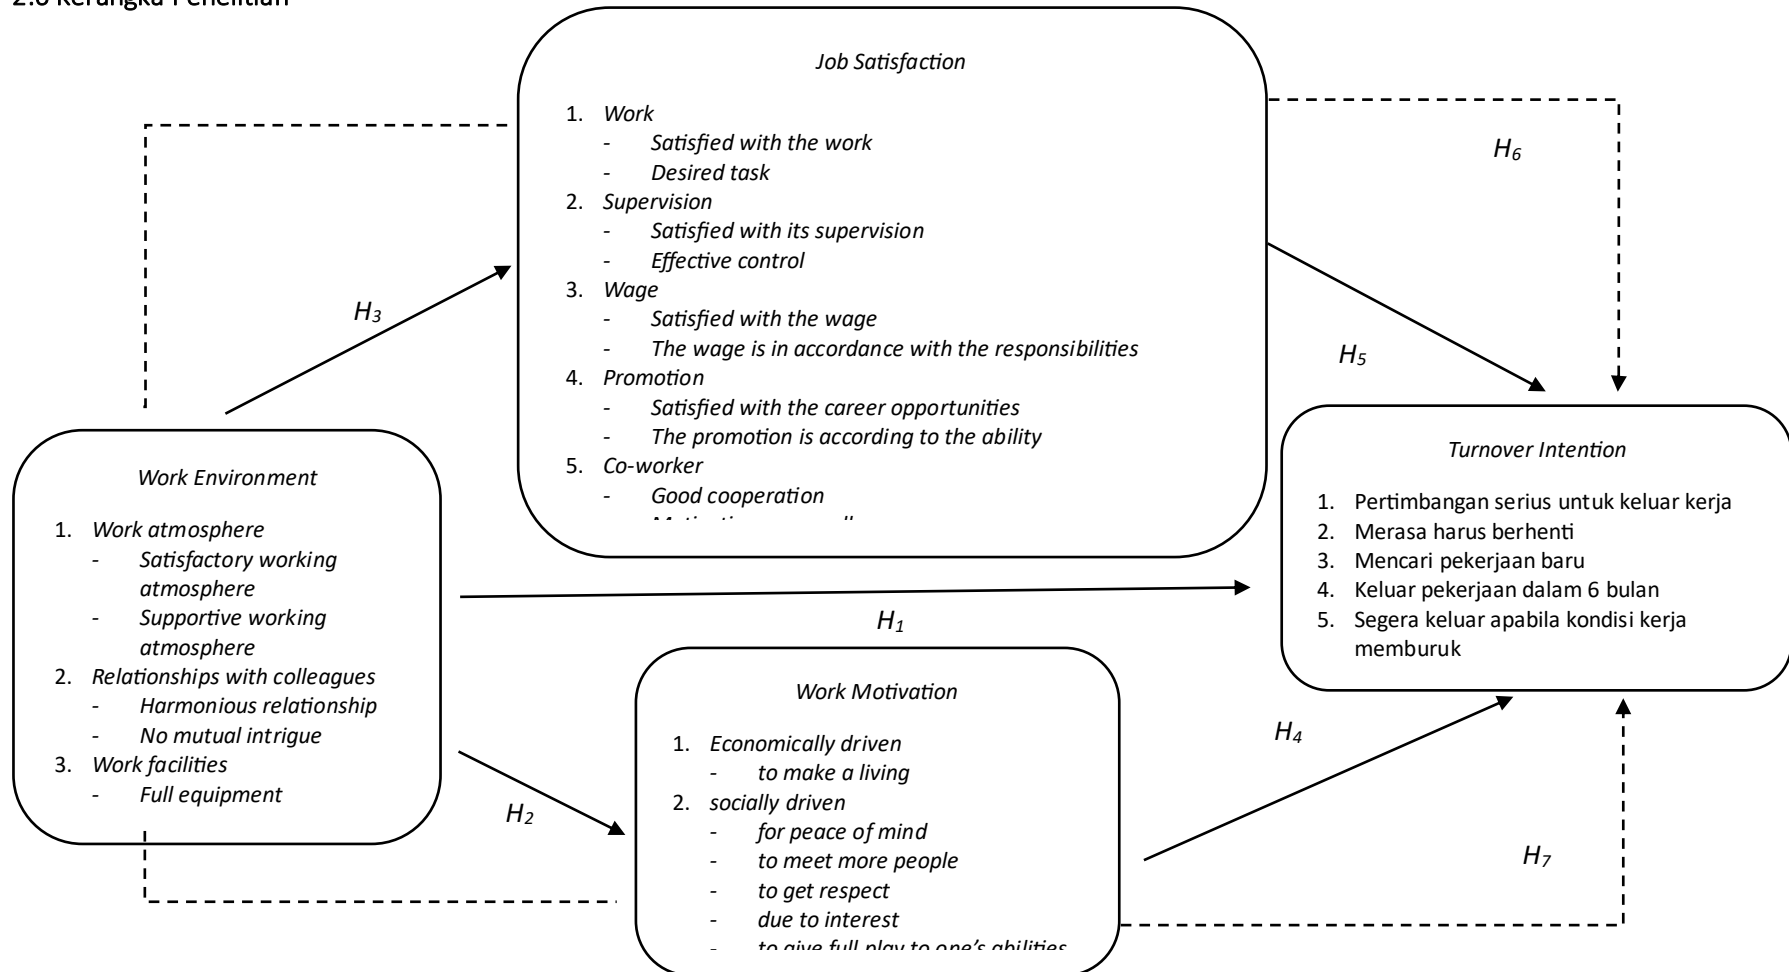 Job Satisfaction
1. Work
- Satisfied with the work
- Desired task
2. Supervision
- Satisfied with its supervision
- Effective control
3. Wage
- Satisfied with the wage
- The wage is in accordance with the responsibilities
4. Promotion
- Satisfied with the career opportunities
- The promotion is according to the ability
5. Co-worker
- Good cooperation
H6
H3
H5
Work Environment
1. Work atmosphere
- Satisfactory working
atmosphere
- Supportive working
atmosphere
2. Relationships with colleagues
- Harmonious relationship
- No mutual intrigue
3. Work facilities
- Full equipment
Turnover Intention
1. Pertimbangan serius untuk keluar kerja
2. Merasa harus berhenti
3. Mencari pekerjaan baru
4. Keluar pekerjaan dalam 6 bulan
5. Segera keluar apabila kondisi kerja
memburuk
H1
Work Motivation
1. Economically driven
- to make a living
2. socially driven
- for peace of mind
- to meet more people
- to get respect
- due to interest
- to give full play to one's abilities
H4
H2
H7